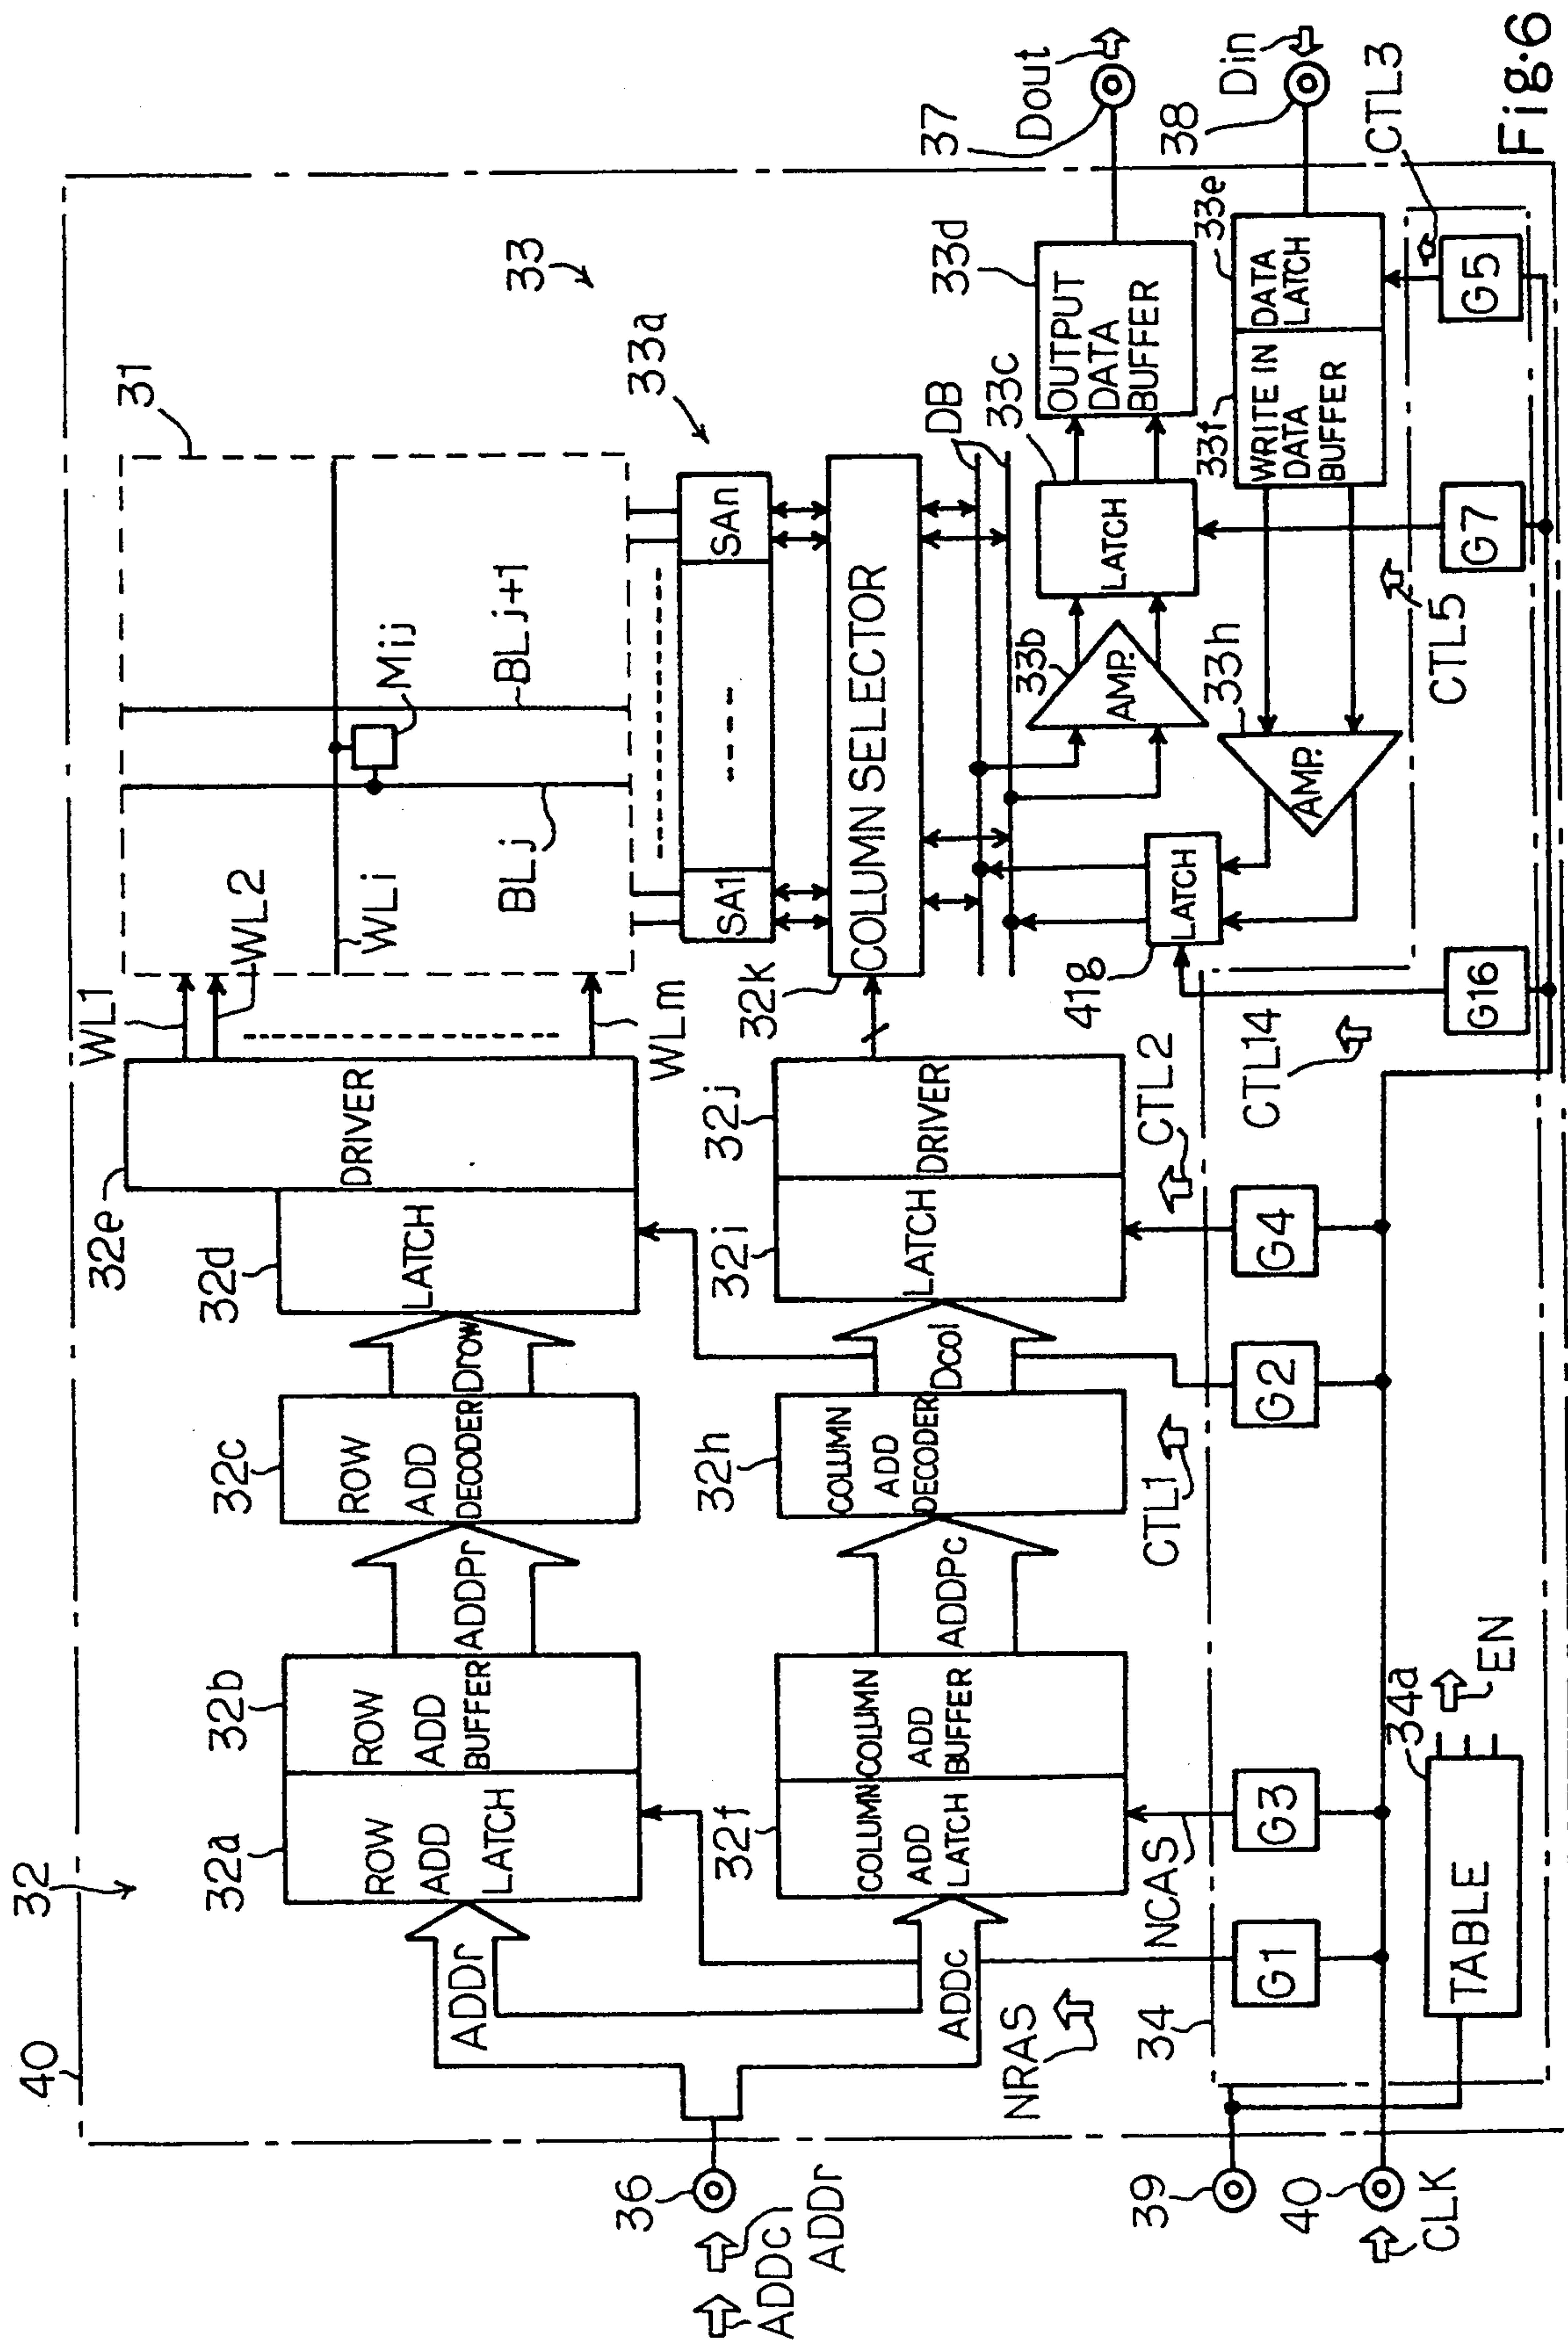 40
32
32a
32b
32c
32d
32e
WL1
WL2
31
33
ROW
ADD
LATCH
ROW
ADD
BUFFER
ADDr
ADDPr
ROW
ADD
DECODER
Drow
LATCH
DRIVER
WLi
WLm
BLj
Mij
BLj+1
33a
SA1
SAn
36
ADDc
ADDr
32f
COLUMN
ADD
LATCH
COLUMN
ADD
BUFFER
ADDc
ADDPc
32h
COLUMN
ADD
DECODER
Dcol
32i
LATCH
32j
DRIVER
32k
COLUMN SELECTOR
DB
33b
AMP.
33c
LATCH
33d
OUTPUT
DATA
BUFFER
37
Dout
NRAS
NCAS
CTL1
CTL2
41g
LATCH
33h
AMP.
33f
WRITE IN
DATA
BUFFER
33e
DATA
LATCH
38
Din
34
CTL14
CTL5
CTL3
39
G1
G3
G2
G4
G16
G7
G5
40
CLK
TABLE
34a
EN
Fig.6